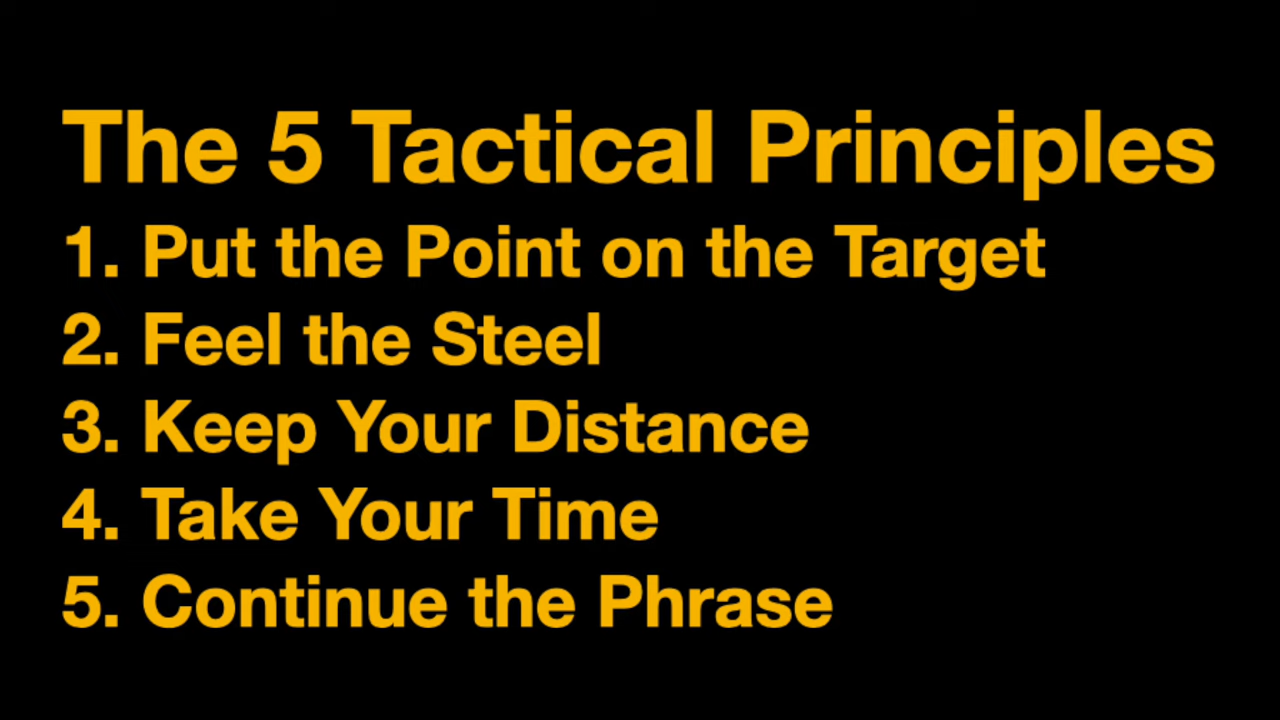 The 5 Tactical Principles
1. Put the Point on the Target
2. Feel the Steel
3. Keep Your Distance
4. Take Your Time
5. Continue the Phrase